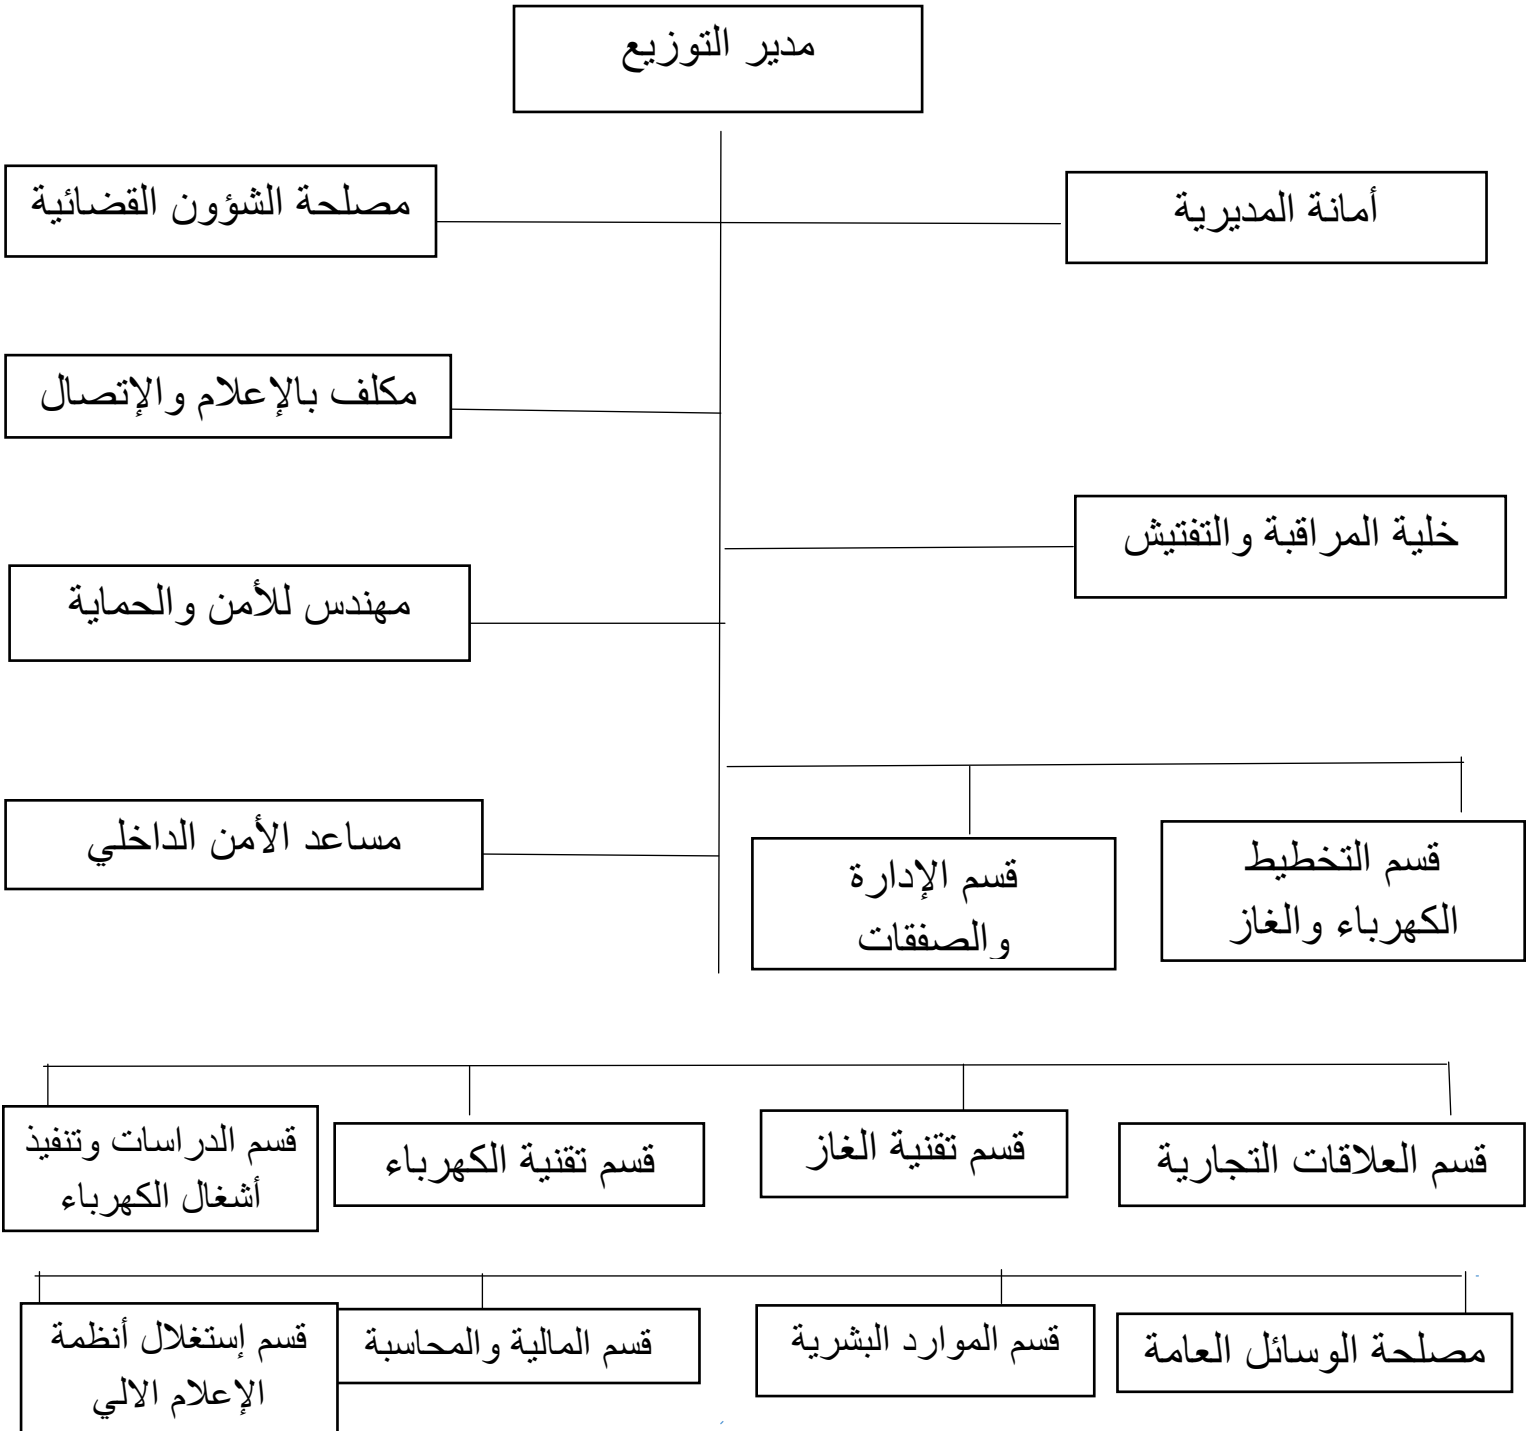 مدير التوزيع
أمانة المديرية
مصلحة الشؤون القضائية
مكلف بالإعلام والإتصال
خلية المراقبة والتفتيش
مهندس للأمن والحماية
مساعد الأمن الداخلي
قسم التخطيط
الكهرباء والغاز
قسم الإدارة
والصفقات
قسم العلاقات التجارية
قسم تقنية الغاز
قسم تقنية الكهرباء
قسم الدراسات وتنفيذ
أشغال الكهرباء
مصلحة الوسائل العامة
قسم الموارد البشرية
قسم المالية والمحاسبة
قسم إستغلال أنظمة
الإعلام الالي